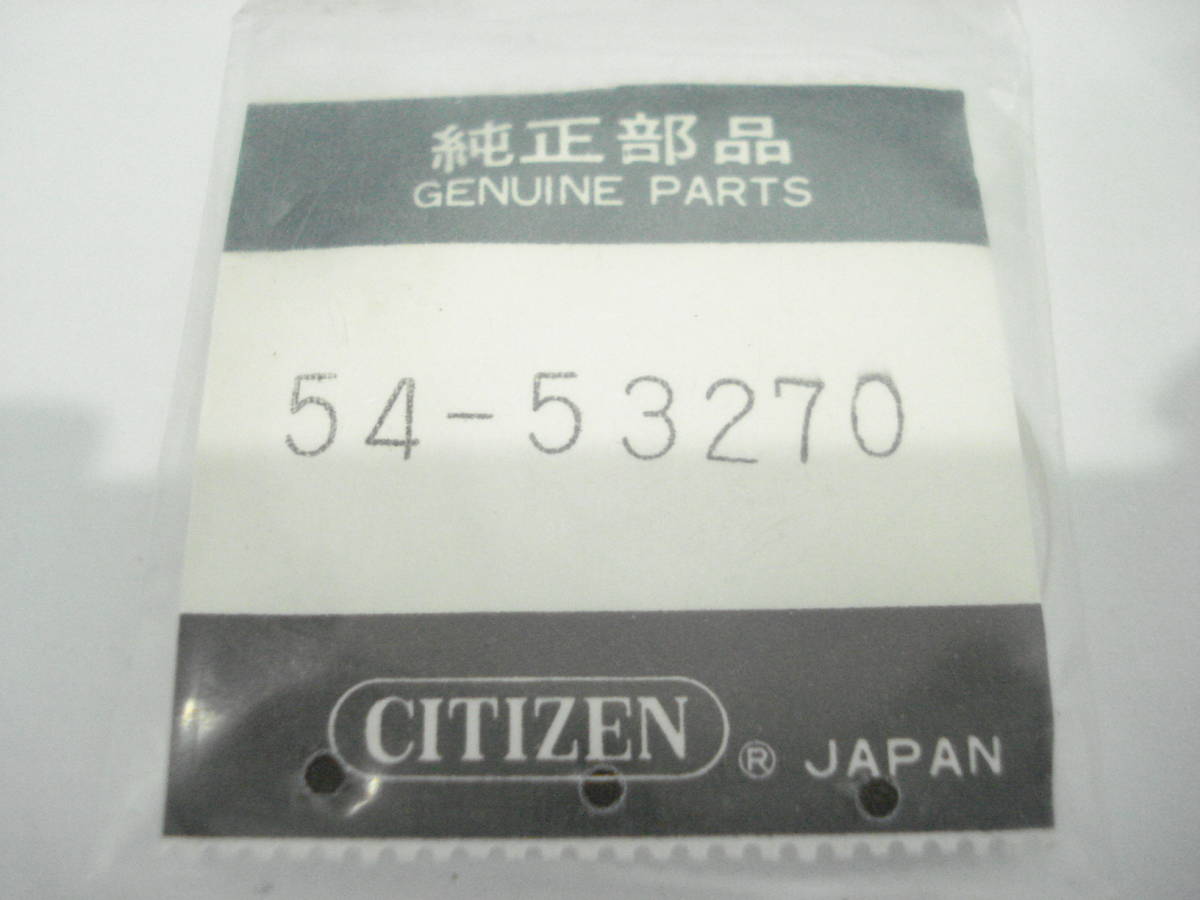 純正部品
GENUINE PARTS
54-53270
CITIZEN ® JAPAN